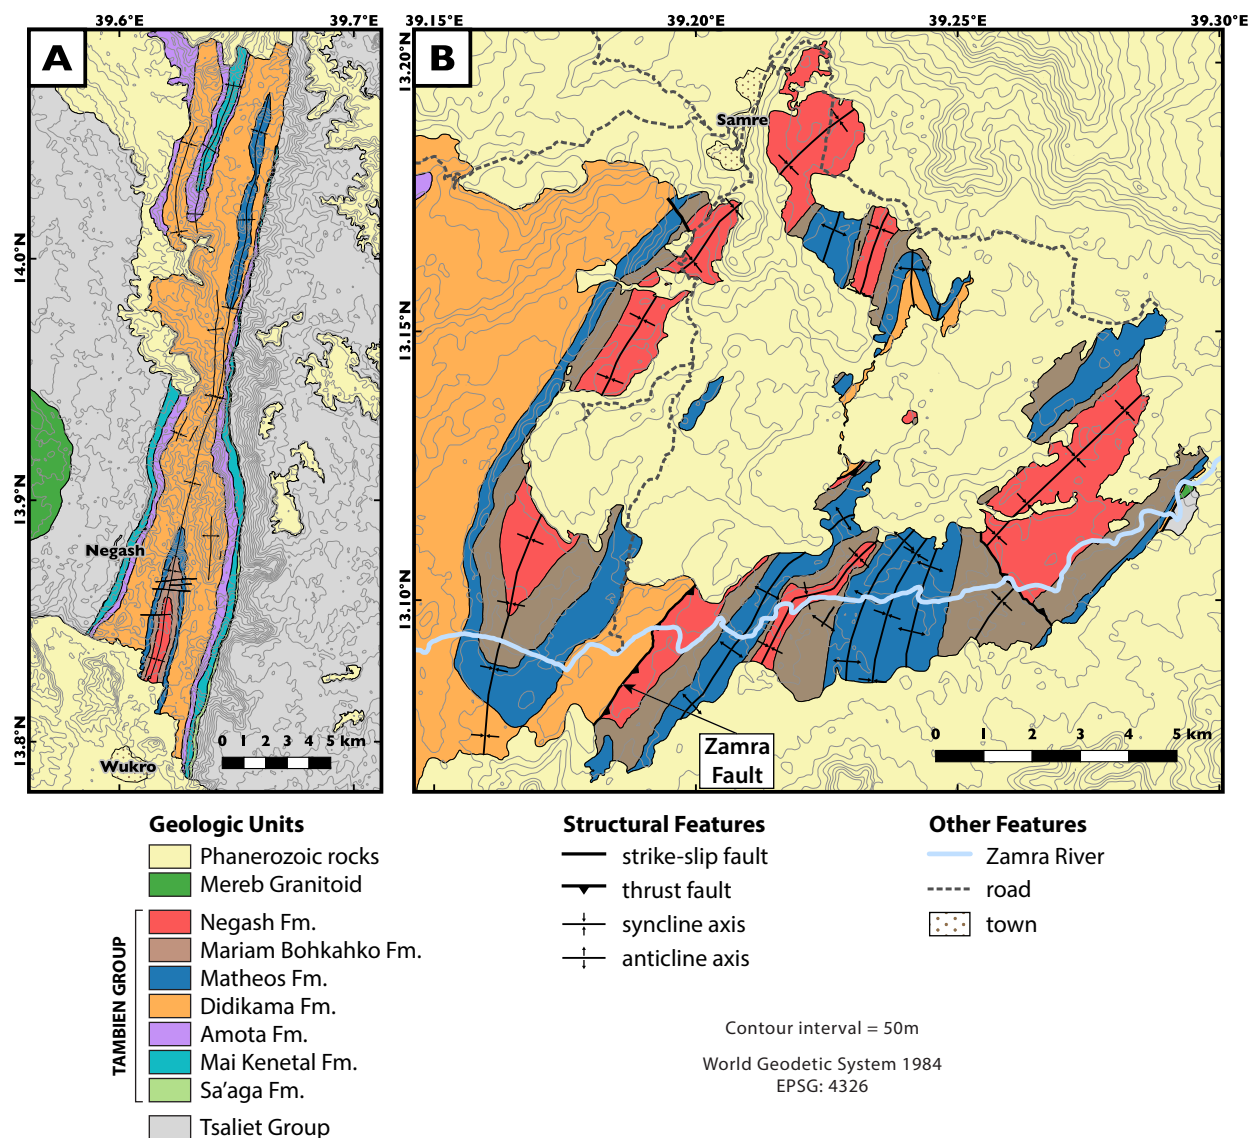 39.6°E 39.7°E 39.15°E 39.20°E 39.25°E 39.30°E
A
B
13.20°N
Samre
14.0°N
13.15°N
13.9°N
Negash
13.10°N
13.8°N
0 1 2 3 4 5 km
0 1 2 3 4 5 km
Wukro
Zamra
Fault
Geologic Units
Phanerozoic rocks
Mereb Granitoid
TAMBIEN GROUP
Negash Fm.
Mariam Bohkahko Fm.
Matheos Fm.
Didikama Fm.
Amota Fm.
Mai Kenetal Fm.
Sa'aga Fm.
Tsaliet Group
Structural Features
strike-slip fault
thrust fault
syncline axis
anticline axis
Other Features
Zamra River
road
town
Contour interval = 50m
World Geodetic System 1984
EPSG: 4326